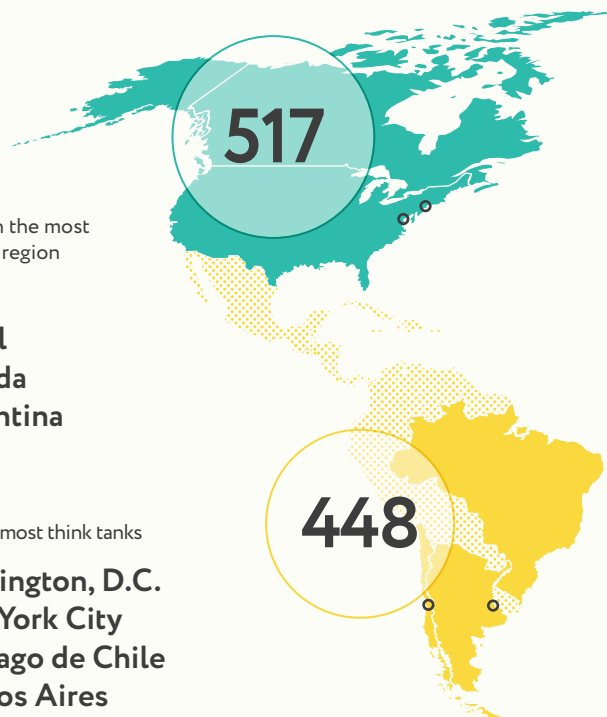 517
n the most
region
l
da
ntina
448
most think tanks
ington, D.C.
York City
ago de Chile
os Aires